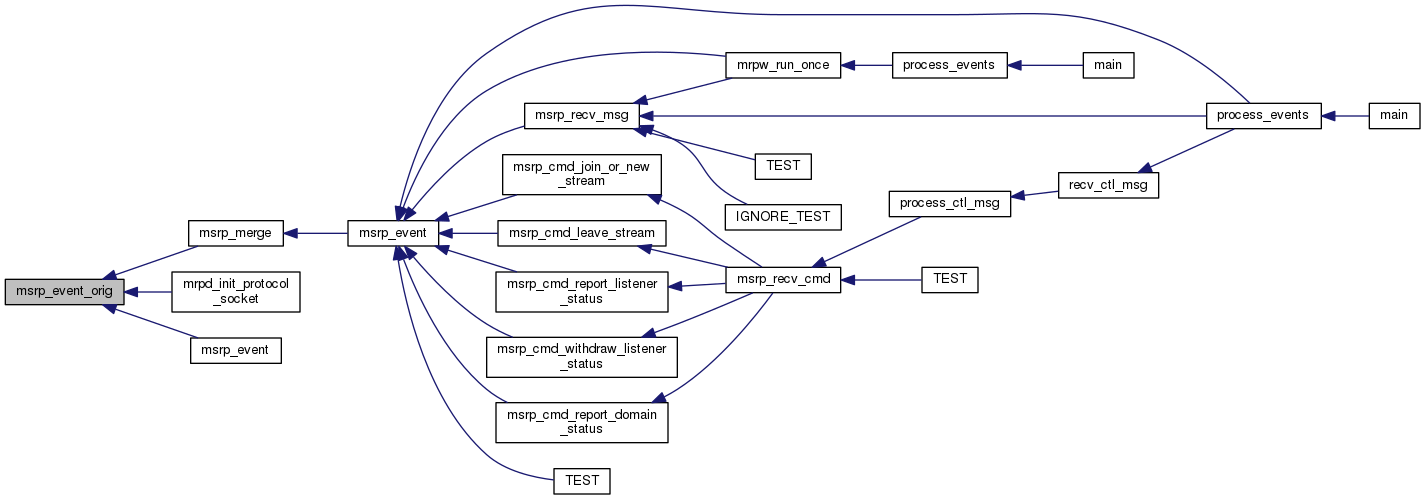 msrp_event_orig
msrp_merge
mrpd_init_protocol
_socket
msrp_event
msrp_event
msrp_recv_msg
msrp_cmd_join_or_new
_stream
msrp_cmd_leave_stream
msrp_cmd_report_listener
_status
msrp_cmd_withdraw_listener
_status
msrp_cmd_report_domain
_status
TEST
mrpw_run_once
TEST
IGNORE_TEST
msrp_recv_cmd
process_events
main
process_ctl_msg
TEST
recv_ctl_msg
process_events
main